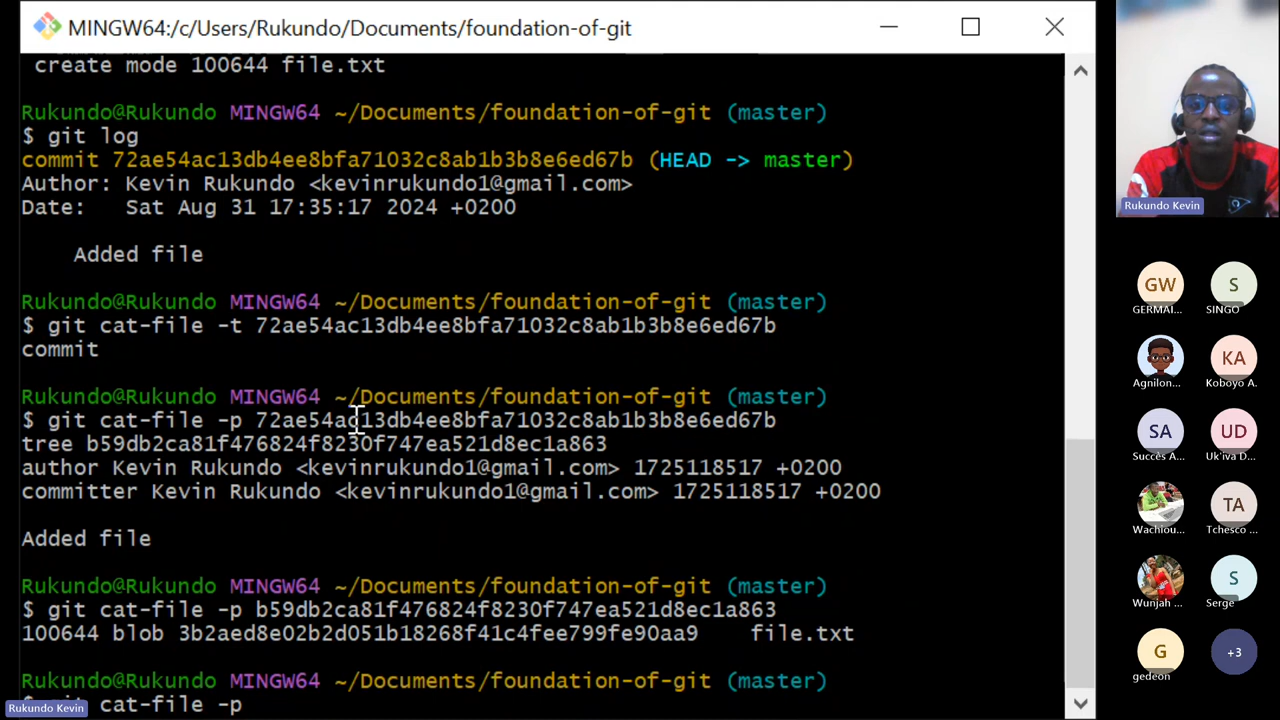 MINGW64:/c/Users/Rukundo/Documents/foundation-of-git
create mode 100644 file.txt
Rukundo@Rukundo MINGW64 ~/Documents/foundation-of-git (master)
$ git log
commit 72ae54ac13db4ee8bfa71032c8ab1b3b8e6ed67b (HEAD -> master)
Author: Kevin Rukundo <kevinrukundo1@gmail.com>
Date:   Sat Aug 31 17:35:17 2024 +0200
Added file
Rukundo@Rukundo MINGW64 ~/Documents/foundation-of-git (master)
$ git cat-file -t 72ae54ac13db4ee8bfa71032c8ab1b3b8e6ed67b
commit
Rukundo@Rukundo MINGW64 ~/Documents/foundation-of-git (master)
$ git cat-file -p 72ae54ac13db4ee8bfa71032c8ab1b3b8e6ed67b
tree b59db2ca81f476824f8230f747ea521d8ec1a863
author Kevin Rukundo <kevinrukundo1@gmail.com> 1725118517 +0200
committer Kevin Rukundo <kevinrukundo1@gmail.com> 1725118517 +0200
Added file
Rukundo@Rukundo MINGW64 ~/Documents/foundation-of-git (master)
$ git cat-file -p b59db2ca81f476824f8230f747ea521d8ec1a863
100644 blob 3b2aed8e02b2d051b18268f41c4fee799fe90aa9    file.txt
Rukundo@Rukundo MINGW64 ~/Documents/foundation-of-git (master)
cat-file -p
Rukundo Kevin
Rukundo Kevin
GW
S
GERMAI...
SINGO
KA
Agnilon...
Koboyo A.
SA
UD
Succès A...
Uk'iva D...
TA
Wachiou...
Tchesco ...
S
Wunjah ...
Serge
G
+3
gedeon